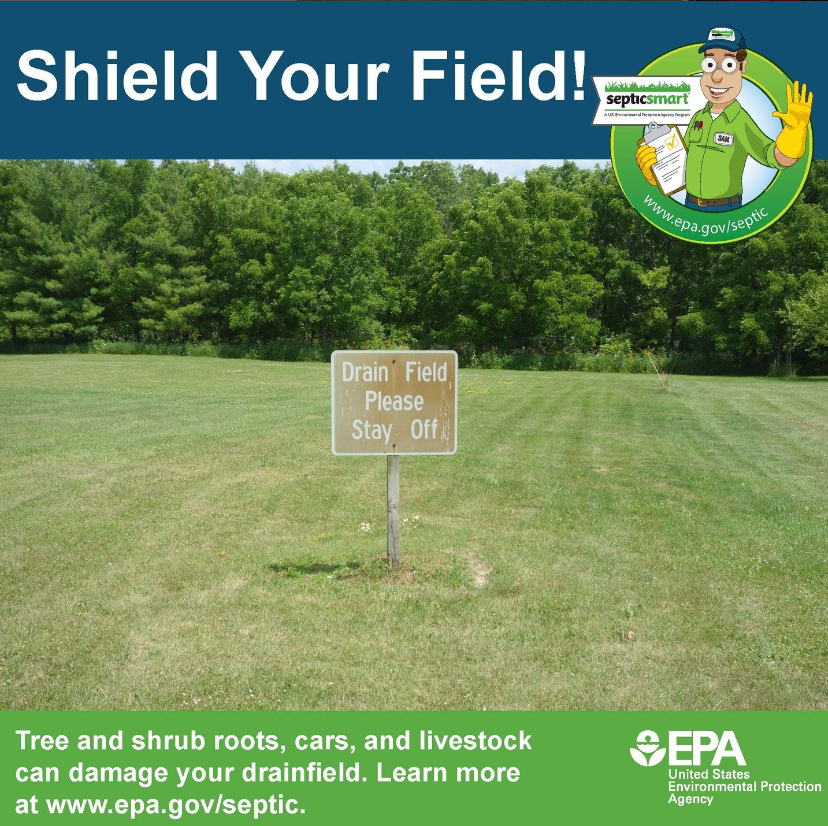 Shield Your Field!
septicsmart
A U.S. Environmental Protection Agency Program
SAM
www.epa.gov/septic
Drain Field
Please
Stay Off
Tree and shrub roots, cars, and livestock
can damage your drainfield. Learn more
at www.epa.gov/septic.
EPA
United States
Environmental Protection
Agency